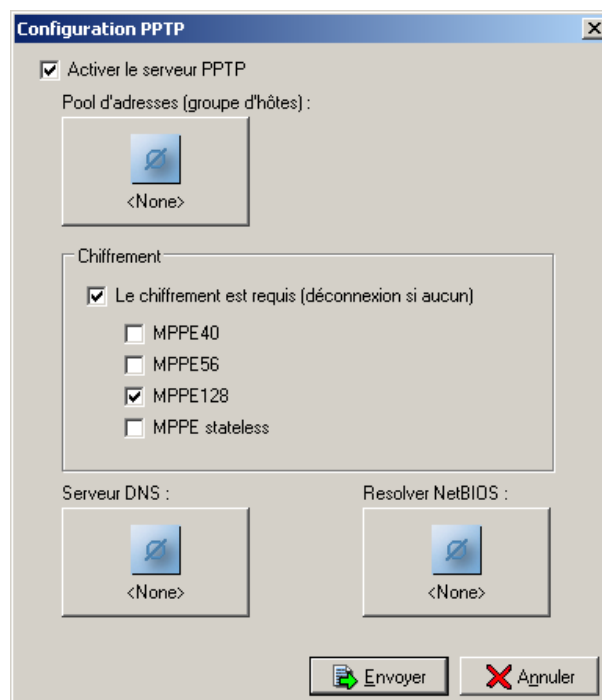 Configuration PPTP
Activer le serveur PPTP
Pool d'adresses (groupe d'hôtes) :
<None>
Chiffrement
Le chiffrement est requis (déconnexion si aucun)
MPPE40
MPPE56
MPPE128
MPPE stateless
Serveur DNS : Resolver NetBIOS :
<None> <None>
Envoyer Annuler